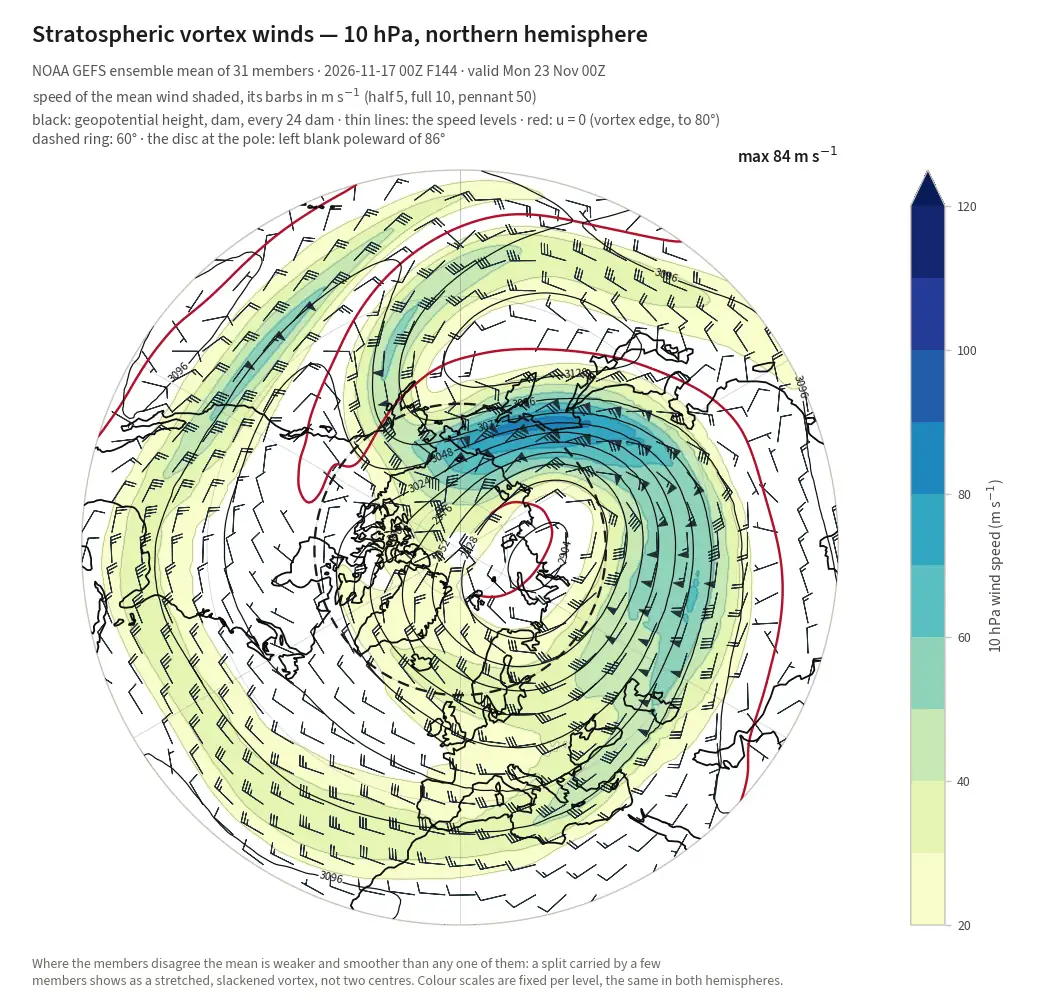 Stratospheric vortex winds — 10 hPa, northern hemisphere
NOAA GEFS ensemble mean of 31 members · 2026-11-17 00Z F144 · valid Mon 23 Nov 00Z
speed of the mean wind shaded, its barbs in m s⁻¹ (half 5, full 10, pennant 50)
black: geopotential height, dam, every 24 dam · thin lines: the speed levels · red: u = 0 (vortex edge, to 80°)
dashed ring: 60° · the disc at the pole: left blank poleward of 86°
max 84 m s⁻¹
3096
3096
3096
3120
3048
3024
2928
2904
3096
120
100
80
60
40
20
10 hPa wind speed (m s⁻¹)
Where the members disagree the mean is weaker and smoother than any one of them: a split carried by a few
members shows as a stretched, slackened vortex, not two centres. Colour scales are fixed per level, the same in both hemispheres.